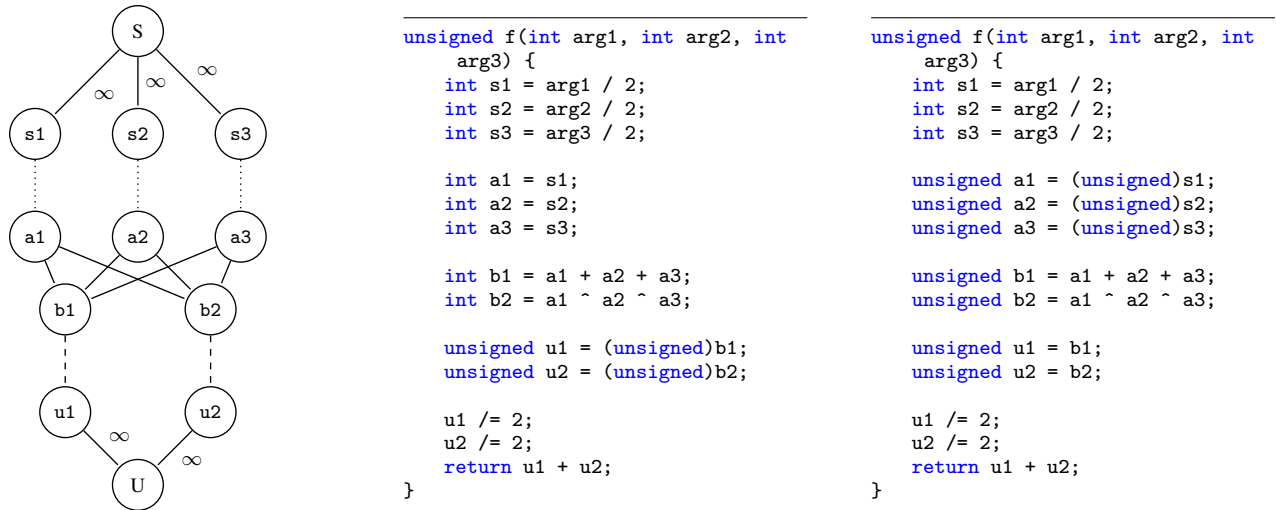 S
∞
∞
∞
s1
s2
s3
a1
a2
a3
b1
b2
u1
u2
∞
∞
U
unsigned f(int arg1, int arg2, int
arg3) {
int s1 = arg1 / 2;
int s2 = arg2 / 2;
int s3 = arg3 / 2;
int a1 = s1;
int a2 = s2;
int a3 = s3;
int b1 = a1 + a2 + a3;
int b2 = a1 ^ a2 ^ a3;
unsigned u1 = (unsigned)b1;
unsigned u2 = (unsigned)b2;
u1 /= 2;
u2 /= 2;
return u1 + u2;
}
unsigned f(int arg1, int arg2, int
arg3) {
int s1 = arg1 / 2;
int s2 = arg2 / 2;
int s3 = arg3 / 2;
unsigned a1 = (unsigned)s1;
unsigned a2 = (unsigned)s2;
unsigned a3 = (unsigned)s3;
unsigned b1 = a1 + a2 + a3;
unsigned b2 = a1 ^ a2 ^ a3;
unsigned u1 = b1;
unsigned u2 = b2;
u1 /= 2;
u2 /= 2;
return u1 + u2;
}